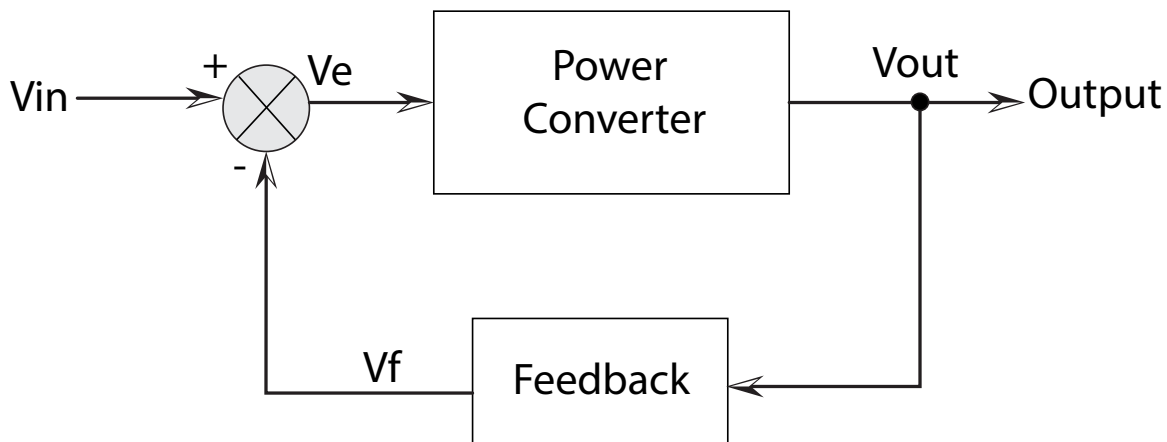 Vin
+
Ve
Power
Converter
Vout
Output
-
Vf
Feedback